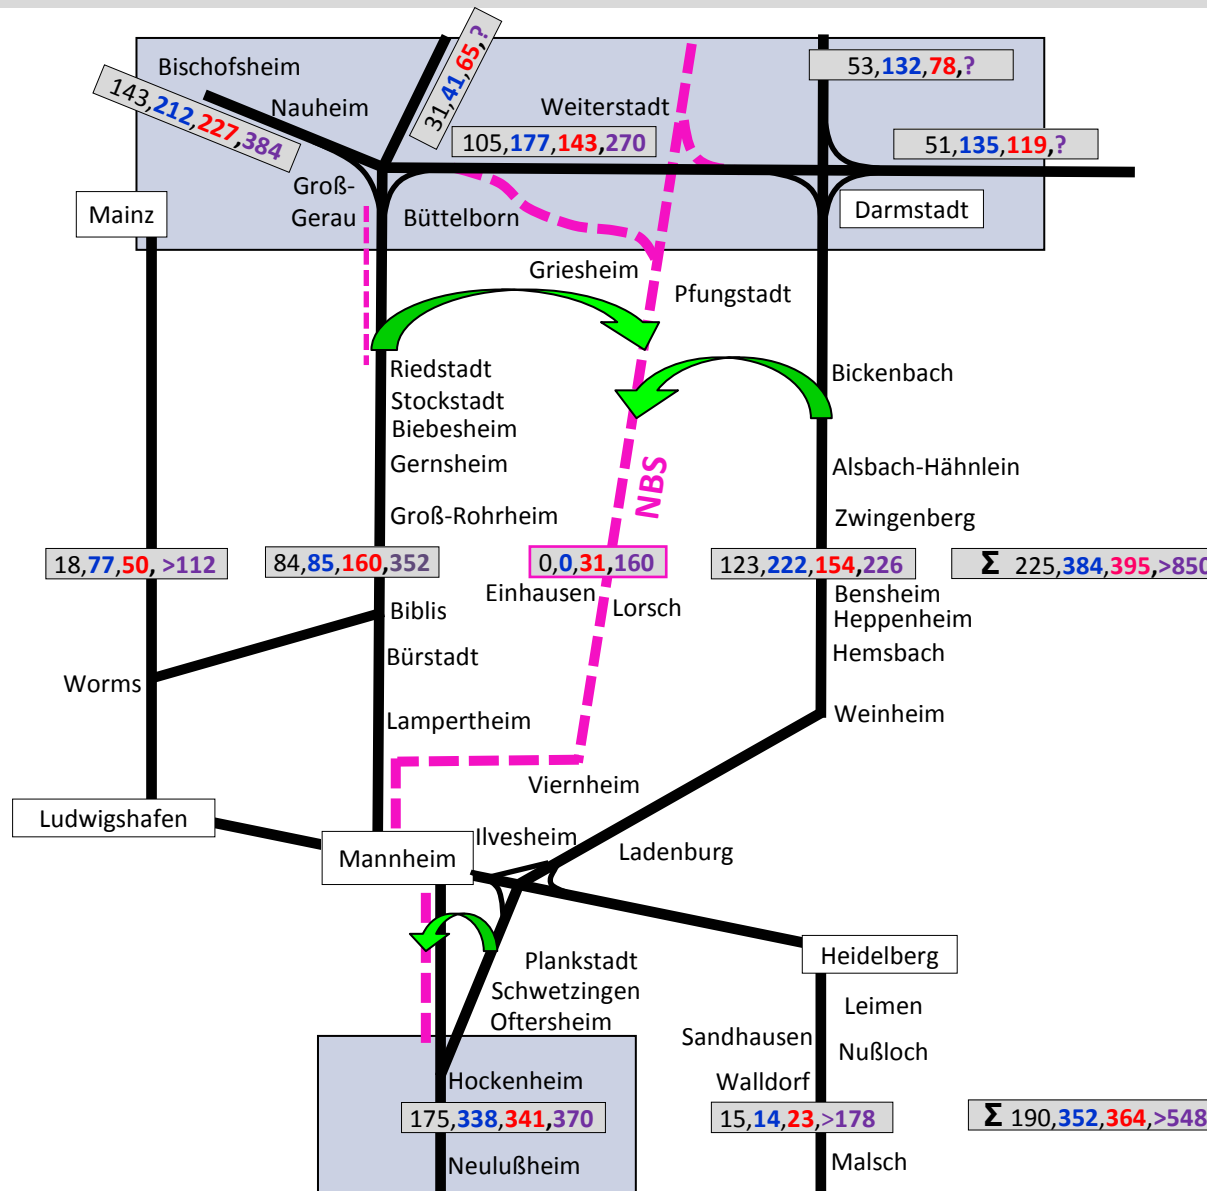 Bischofsheim
31,41,65,?
53,132,78,?
143,212,227,384
Nauheim
Weiterstadt
105,177,143,270
51,135,119,?
Groß-
Gerau
Mainz
Büttelborn
Darmstadt
Griesheim
Pfungstadt
Riedstadt
Bickenbach
Stockstadt
Biebesheim
Gernsheim
Alsbach-Hähnlein
NBS
Groß-Rohrheim
Zwingenberg
18,77,50, >112
84,85,160,352
0,0,31,160
123,222,154,226
Σ 225,384,395,>850
Einhausen
Lorsch
Bensheim
Biblis
Heppenheim
Bürstadt
Hemsbach
Worms
Lampertheim
Weinheim
Viernheim
Ludwigshafen
Ilvesheim
Mannheim
Ladenburg
Plankstadt
Heidelberg
Schwetzingen
Leimen
Oftersheim
Sandhausen
Nußloch
Hockenheim
Walldorf
175,338,341,370
15,14,23,>178
Σ 190,352,364,>548
Neulußheim
Malsch